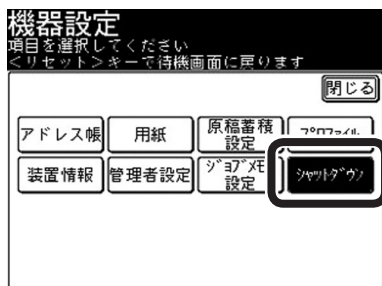 機器設定
項目を選択してください
<リセット>キーで待機画面に戻ります
閉じる
アドレス帳 用紙 原稿蓄積 ﾌﾟﾛﾌｧｲﾙ
設定
装置情報 管理者設定 ｼﾞｮﾌﾞﾒﾓ ｼｬｯﾄﾀﾞｳﾝ
設定